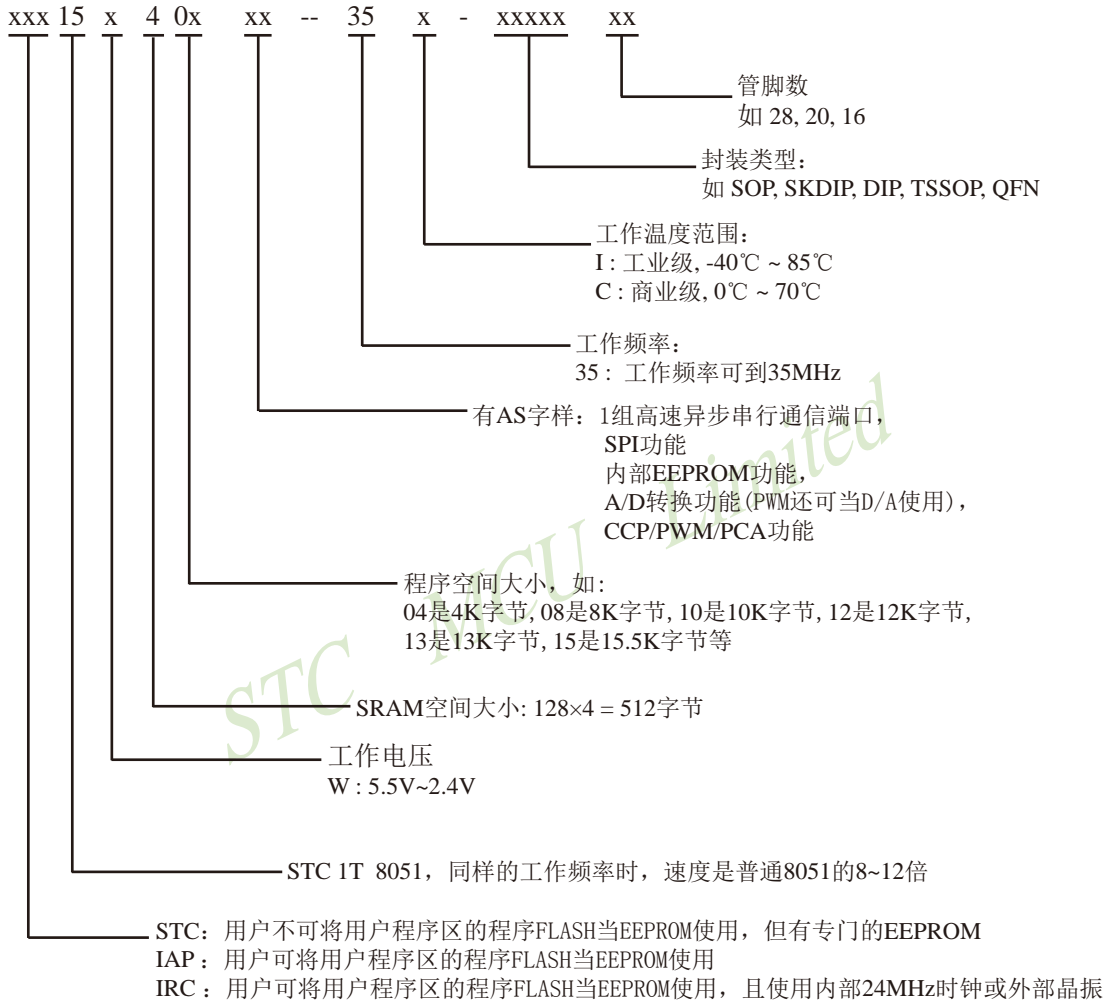 xxx 15 x 4 0x xx -- 35 x - xxxxx xx
管脚数
如 28, 20, 16
封装类型：
如 SOP, SKDIP, DIP, TSSOP, QFN
工作温度范围：
I : 工业级, -40℃ ~ 85℃
C : 商业级, 0℃ ~ 70℃
工作频率：
35 : 工作频率可到35MHz
有AS字样：1组高速异步串行通信端口，
SPI功能
内部EEPROM功能，
A/D转换功能(PWM还可当D/A使用)，
CCP/PWM/PCA功能
程序空间大小，如：
04是4K字节, 08是8K字节, 10是10K字节, 12是12K字节,
13是13K字节, 15是15.5K字节等
SRAM空间大小: 128×4 = 512字节
工作电压
W : 5.5V~2.4V
STC 1T 8051，同样的工作频率时，速度是普通8051的8~12倍
STC：用户不可将用户程序区的程序FLASH当EEPROM使用，但有专门的EEPROM
IAP：用户可将用户程序区的程序FLASH当EEPROM使用
IRC：用户可将用户程序区的程序FLASH当EEPROM使用，且使用内部24MHz时钟或外部晶振
STC MCU Limited